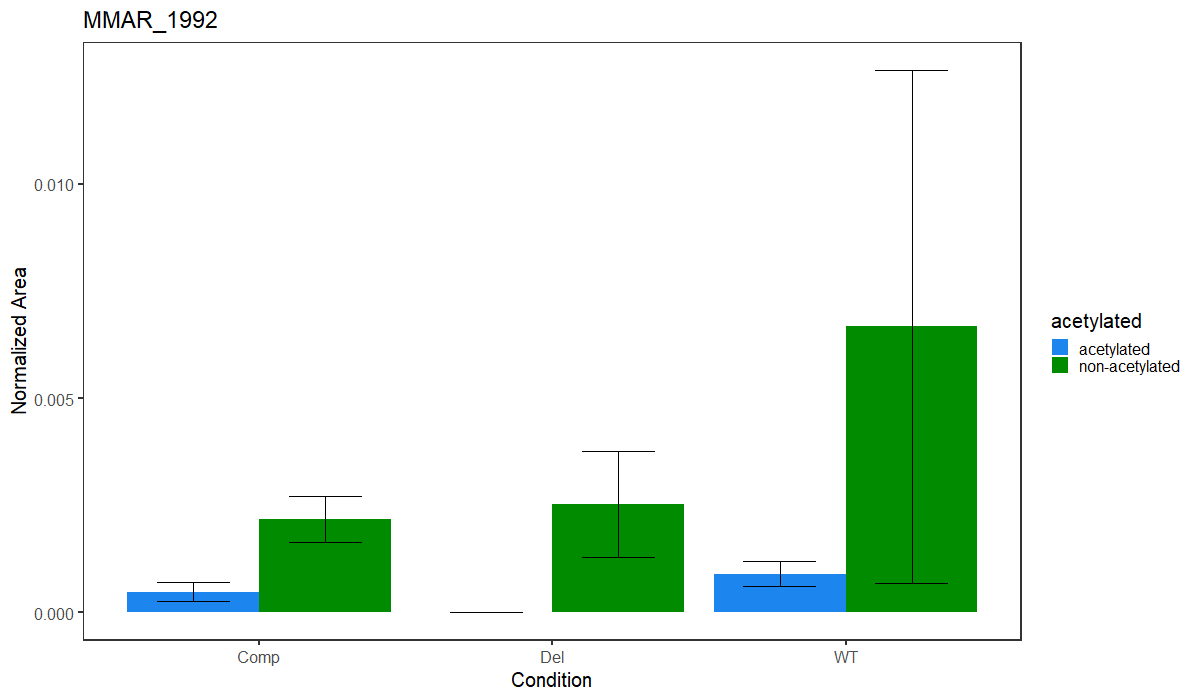 MMAR_1992
Normalized Area
0.010
0.005
0.000
Comp
Del
WT
Condition
acetylated
acetylated
non-acetylated